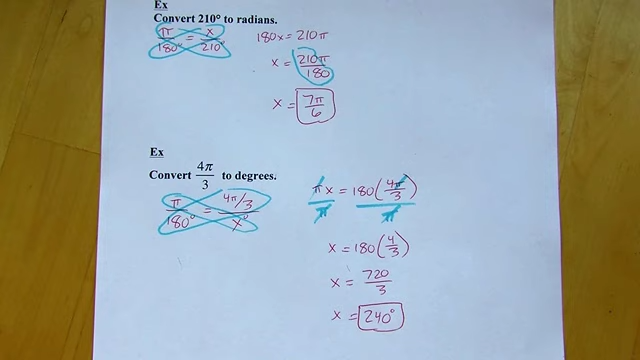 Ex
Convert 210° to radians.
π/180° = x/210°
180x = 210π
x = 210π/180
x = 7π/6
Ex
Convert 4π/3 to degrees.
π/180° = 4π/3/x°
πx/π = 180(4π/3)/π
x = 180(4/3)
x = 720/3
x = 240°